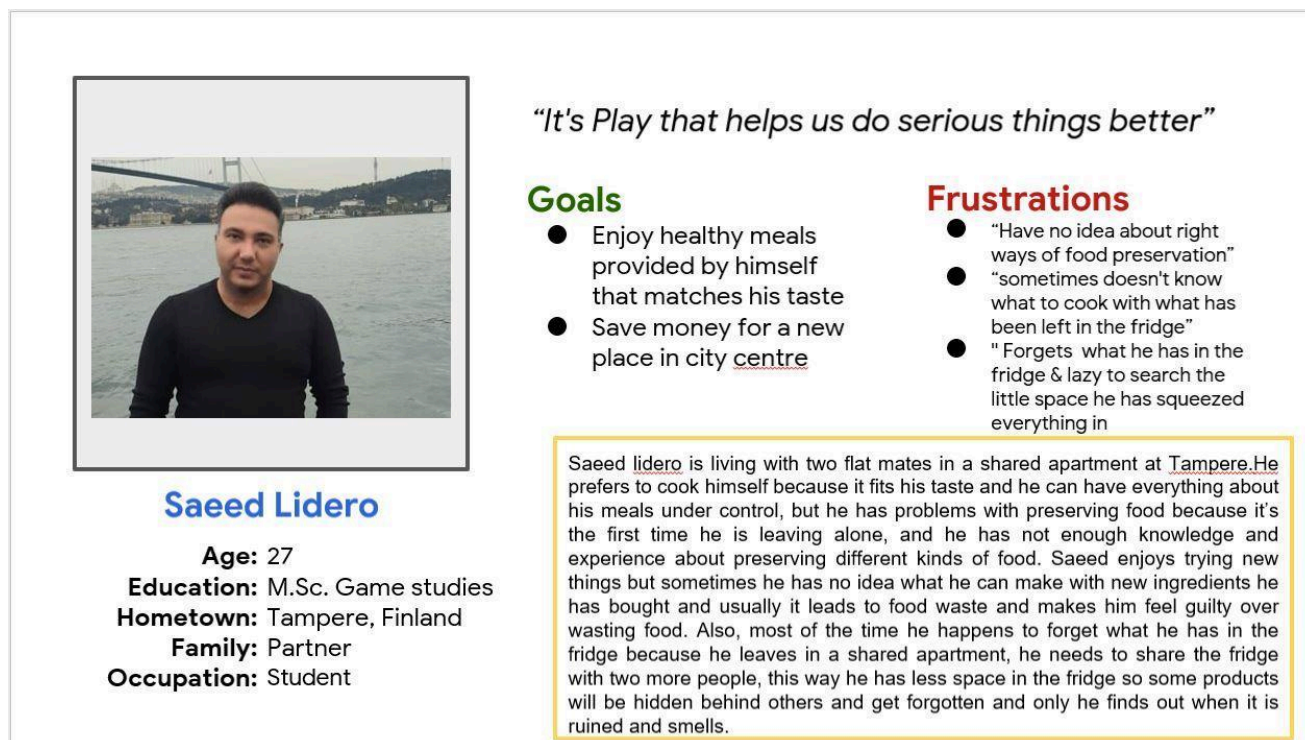 “It's Play that helps us do serious things better”
Goals
● Enjoy healthy meals
provided by himself
that matches his taste
● Save money for a new
place in city centre
Frustrations
● “Have no idea about right
ways of food preservation”
● “sometimes doesn't know
what to cook with what has
been left in the fridge”
● " Forgets what he has in the
fridge & lazy to search the
little space he has squeezed
everything in
Saeed Lidero
Age: 27
Education: M.Sc. Game studies
Hometown: Tampere, Finland
Family: Partner
Occupation: Student
Saeed lidero is living with two flat mates in a shared apartment at Tampere.He
prefers to cook himself because it fits his taste and he can have everything about
his meals under control, but he has problems with preserving food because it's
the first time he is leaving alone, and he has not enough knowledge and
experience about preserving different kinds of food. Saeed enjoys trying new
things but sometimes he has no idea what he can make with new ingredients he
has bought and usually it leads to food waste and makes him feel guilty over
wasting food. Also, most of the time he happens to forget what he has in the
fridge because he leaves in a shared apartment, he needs to share the fridge
with two more people, this way he has less space in the fridge so some products
will be hidden behind others and get forgotten and only he finds out when it is
ruined and smells.